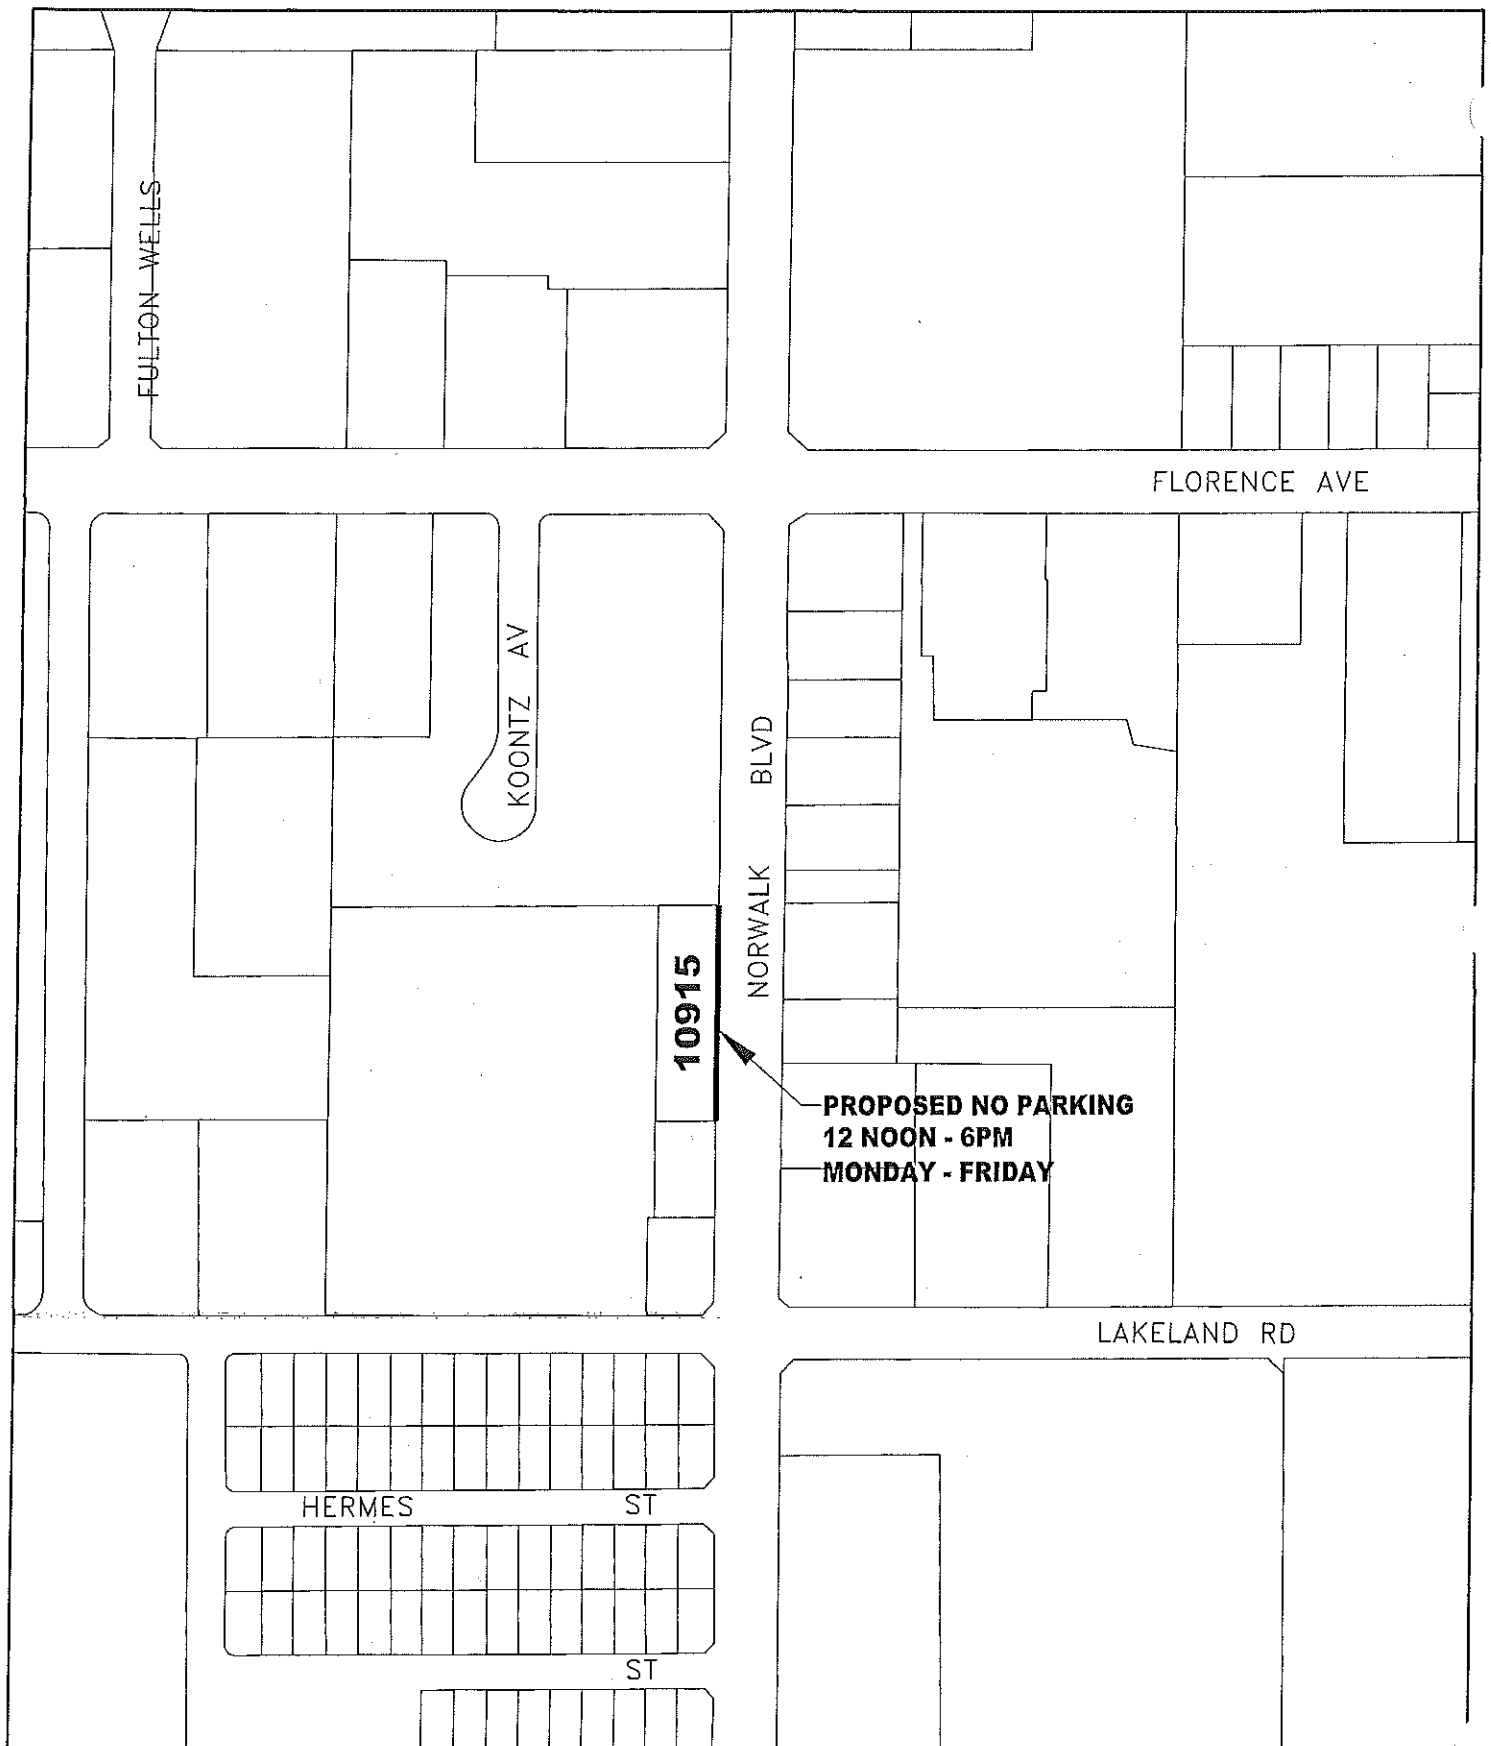 FULTON WELLS
FLORENCE AVE
KOONTZ AV
NORWALK BLVD
10915
PROPOSED NO PARKING
12 NOON - 6PM
MONDAY - FRIDAY
LAKELAND RD
HERMES ST
ST